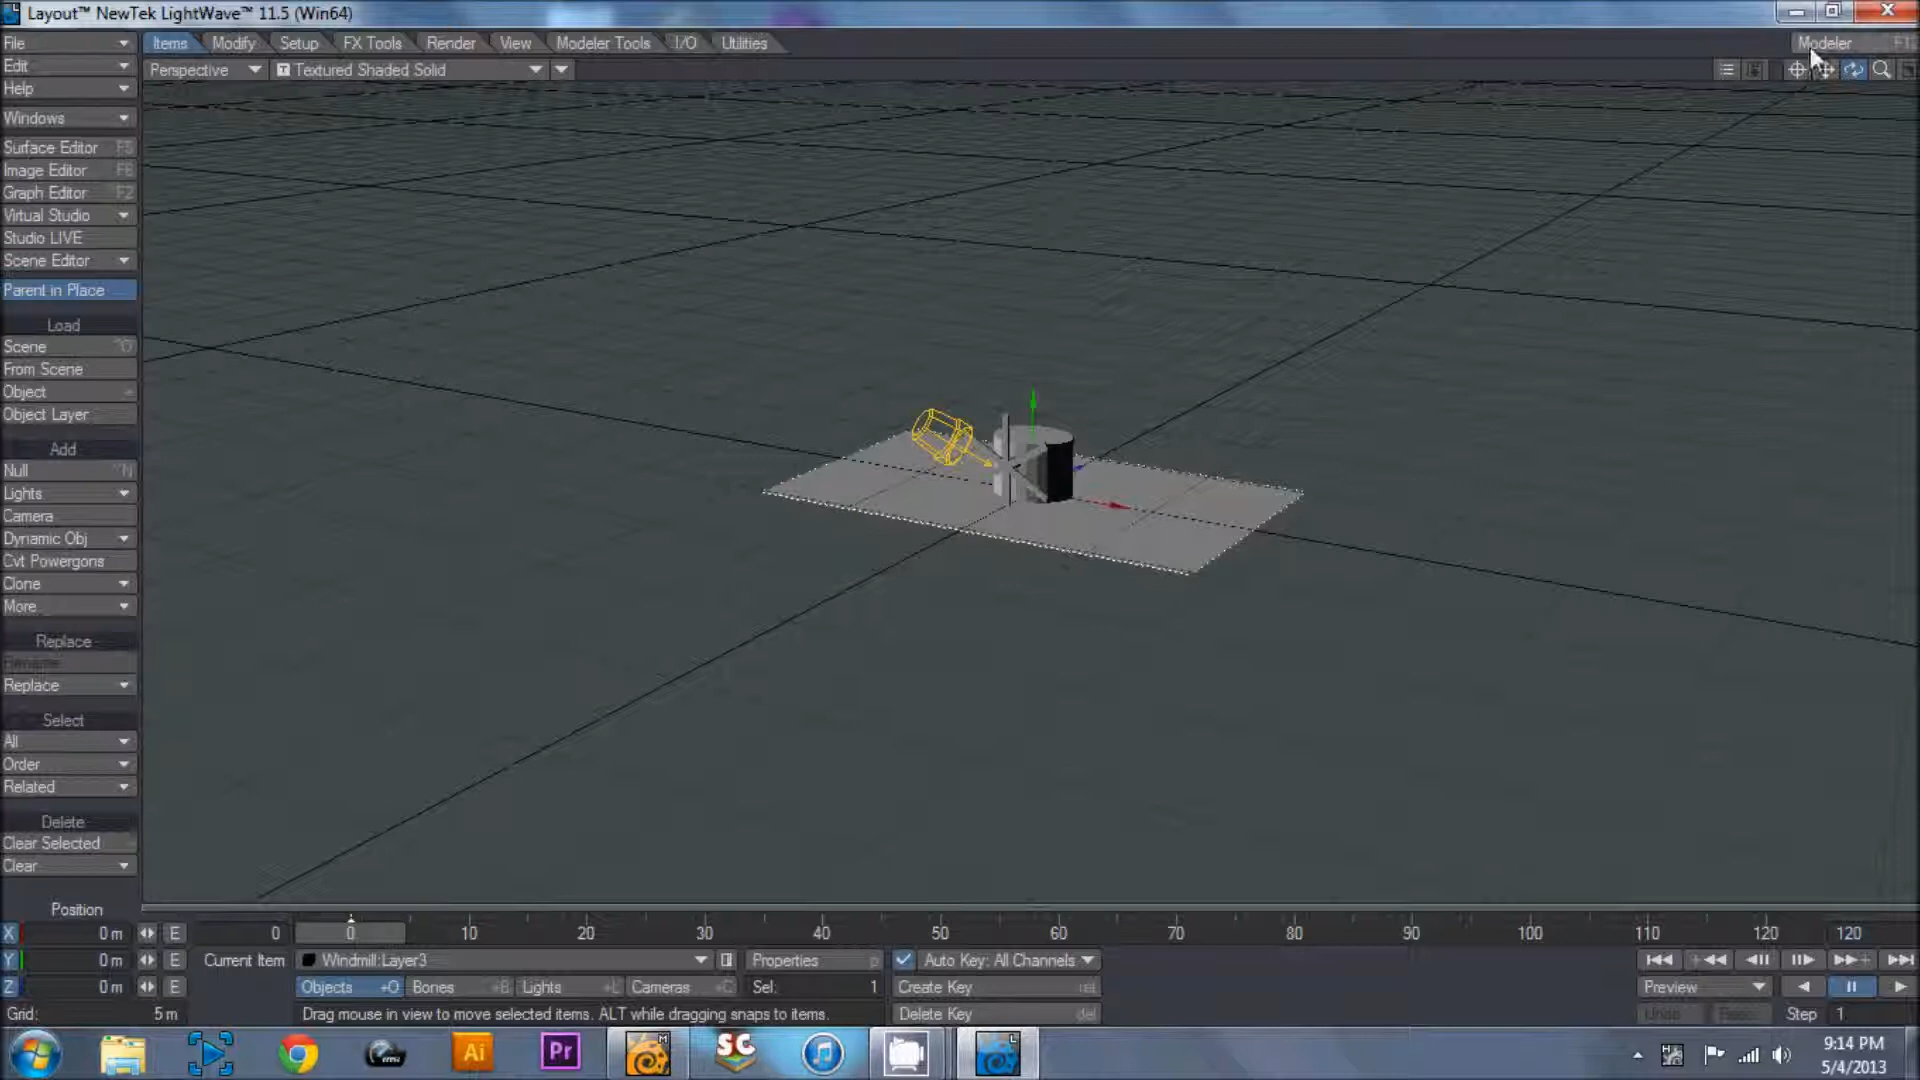 Layout™ NewTek LightWave™ 11.5 (Win64)
File
Items
Modify
Setup
FX Tools
Render
View
Modeler Tools
I/O
Utilities
Modeler
Edit
Perspective
T Textured Shaded Solid
Help
Windows
Surface Editor F5
Image Editor F6
Graph Editor F2
Virtual Studio
Studio LIVE
Scene Editor
Parent in Place
Load
Scene
From Scene
Object
Object Layer
Add
Null
Lights
Camera
Dynamic Obj
Cvt Powergons
Clone
More
Replace
Rename
Replace
Select
All
Order
Related
Delete
Clear Selected
Clear
Position
X 0 m E
0 0 10 20 30 40 50 60 70 80 90 100 110 120 120
Y 0 m E
Current Item Windmill:Layer3 Properties p Auto Key: All Channels
Z 0 m E
Objects +O Bones +B Lights +L Cameras +C Sel: 1 Create Key
Preview
Grid: 5 m
Drag mouse in view to move selected items. ALT while dragging snaps to items.
Delete Key del
Undo
Step 1
Ai
Pr
M
SC
L
9:14 PM
5/4/2013